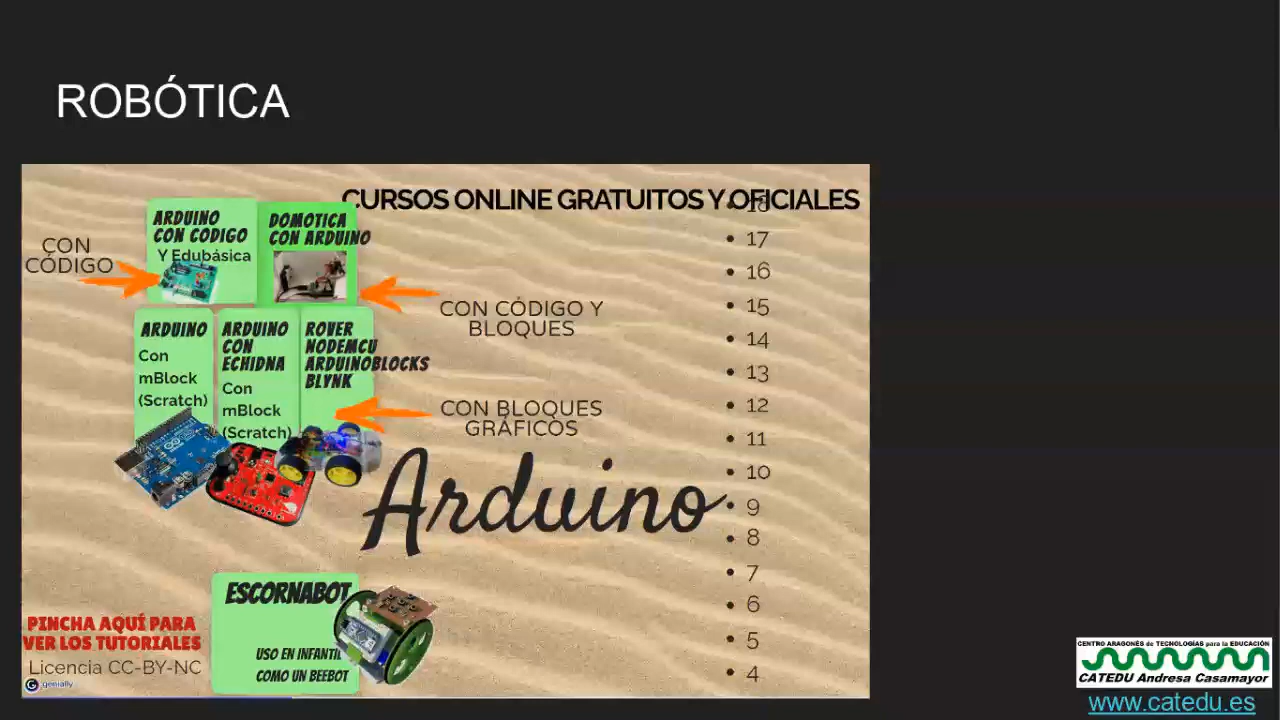 ROBÓTICA
CURSOS ONLINE GRATUITOS Y OFICIALES
ARDUINO
CON CODIGO
Y Edubásica
DOMOTICA
CON ARDUINO
CON
CÓDIGO
CON CÓDIGO Y
BLOQUES
ARDUINO
Con
mBlock
(Scratch)
ARDUINO
CON
ECHIDNA
Con
mBlock
(Scratch)
ROVER
NODEMCU
ARDUINOBLOCKS
BLYNK
CON BLOQUES
GRÁFICOS
Arduino
18
17
16
15
14
13
12
11
10
9
8
7
6
5
4
ESCORNABOT
USO EN INFANTIL
COMO UN BEEBOT
PINCHA AQUÍ PARA
VER LOS TUTORIALES
Licencia CC-BY-NC
genially
CENTRO ARAGONÉS de TECNOLOGÍAS para la EDUCACIÓN
CATEDU Andresa Casamayor
www.catedu.es